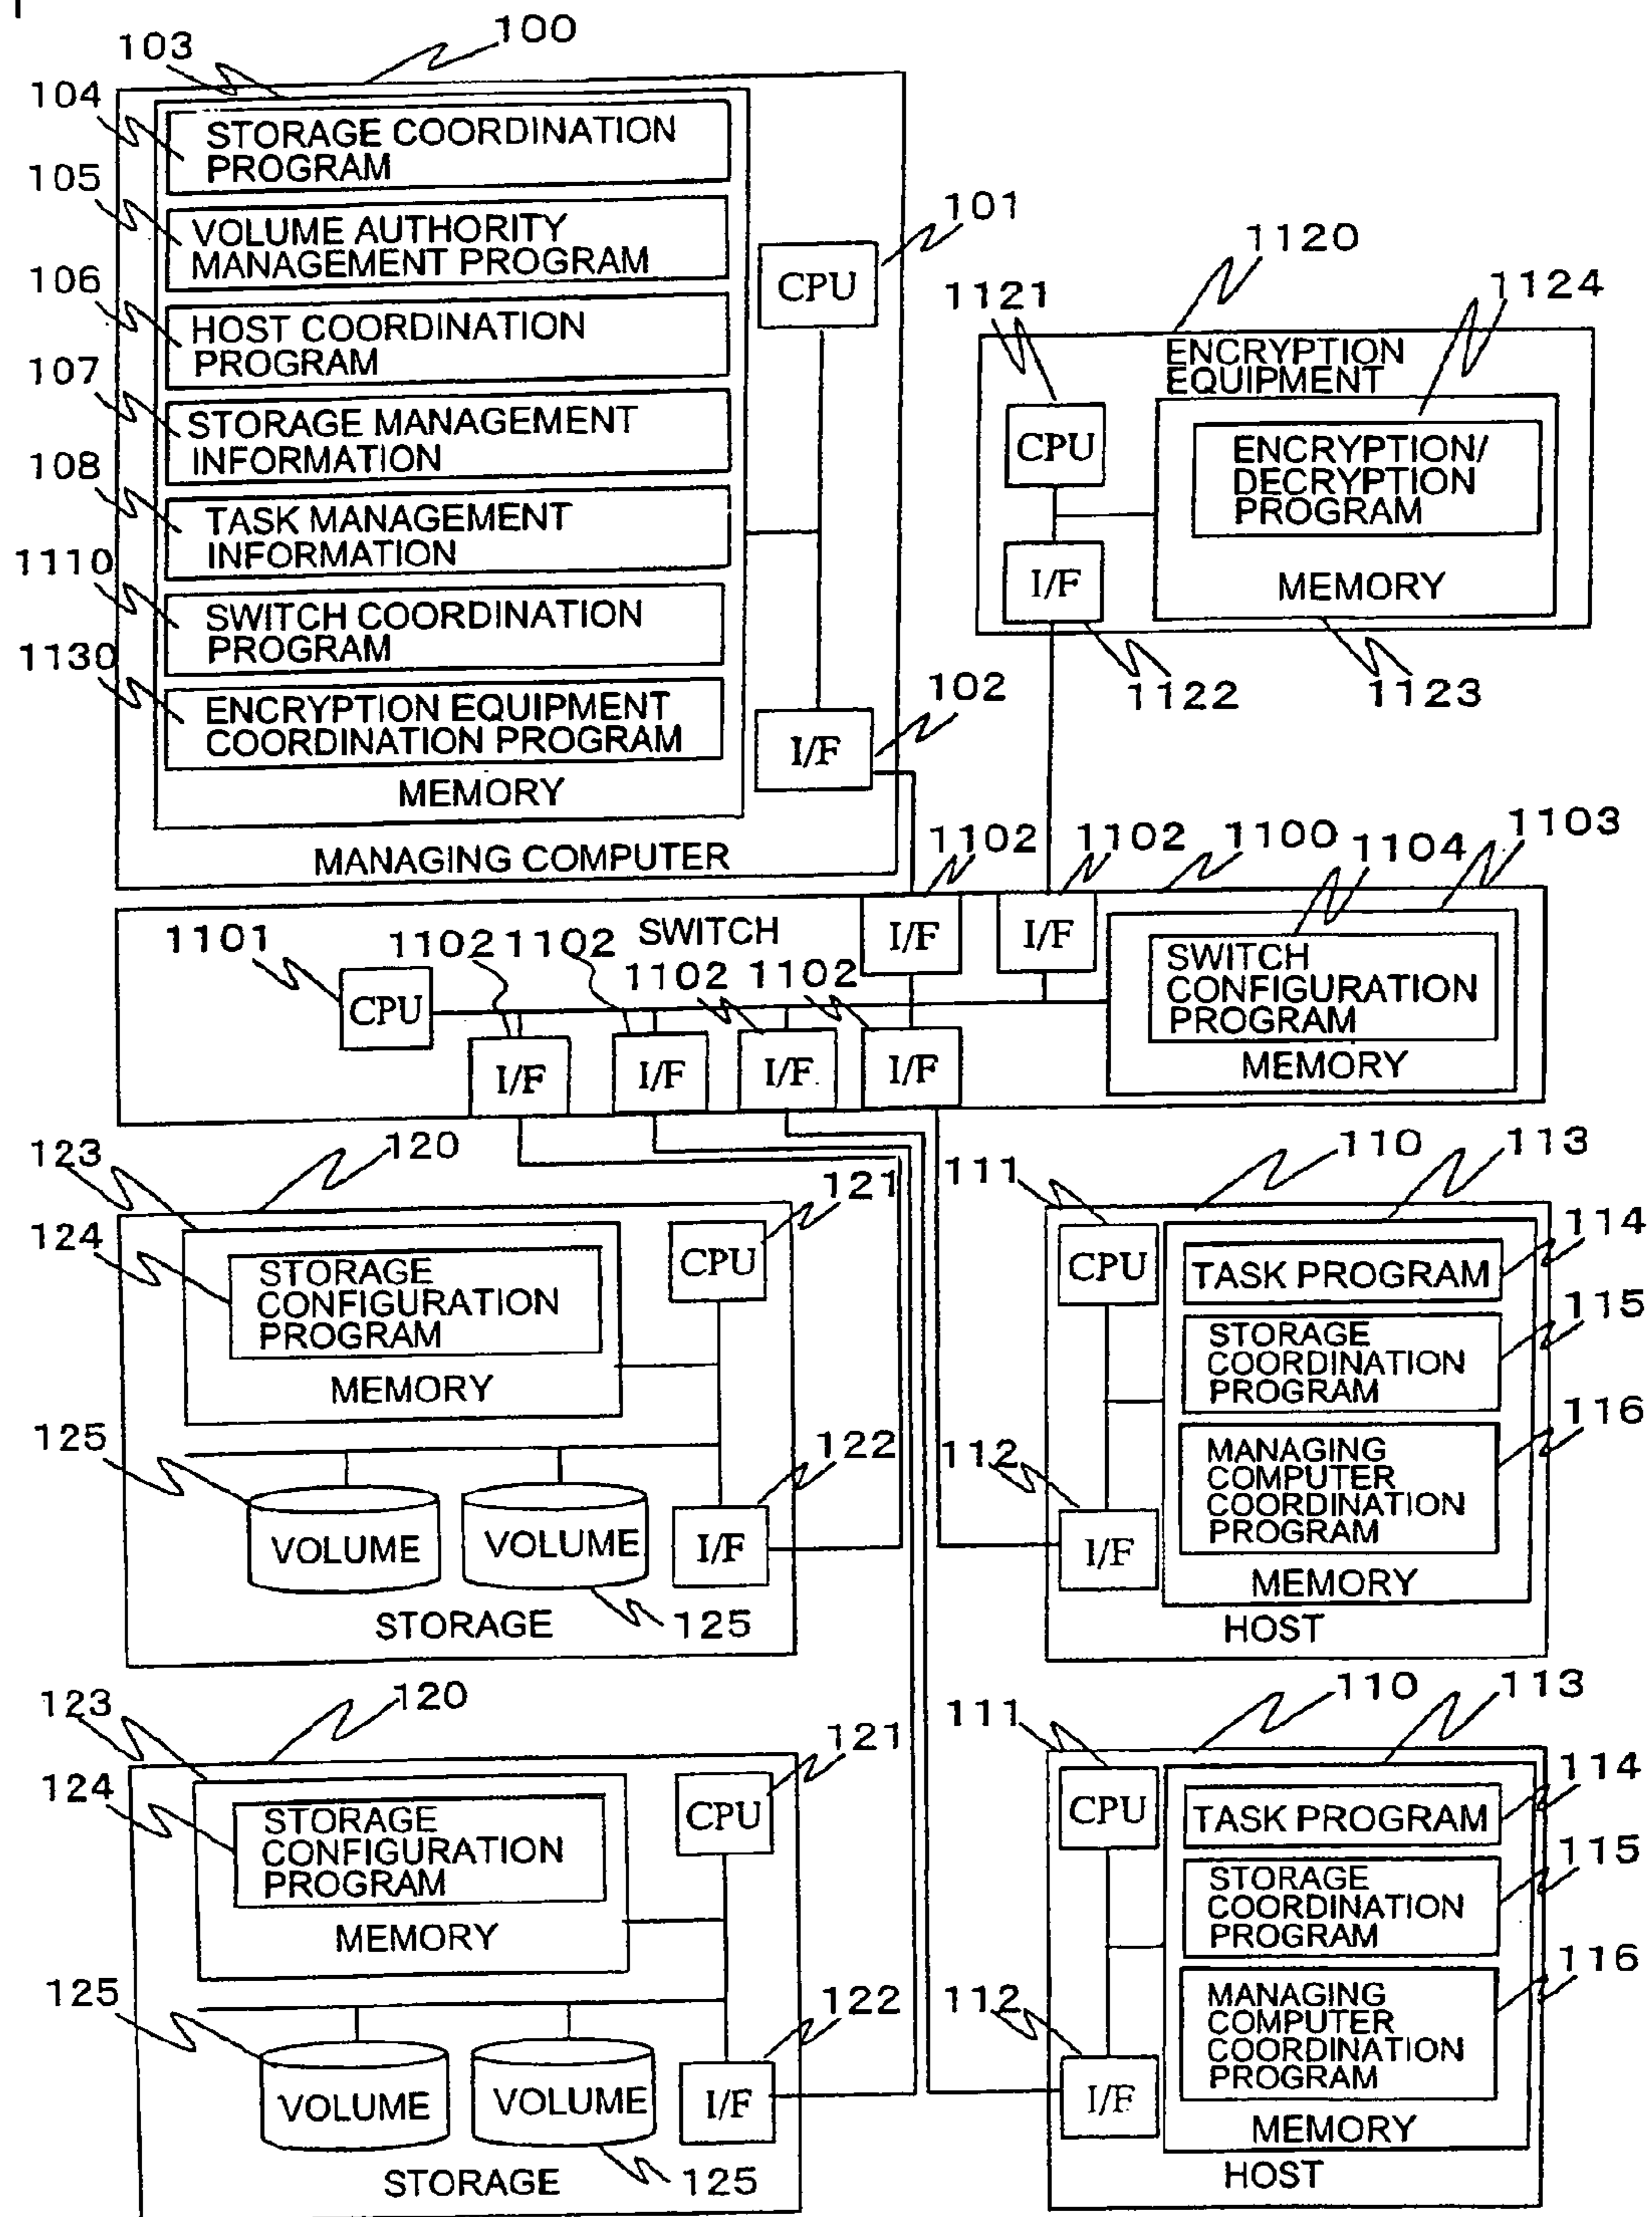 100
103
104
STORAGE COORDINATION
PROGRAM
105
VOLUME AUTHORITY
MANAGEMENT PROGRAM
106
HOST COORDINATION
PROGRAM
107
STORAGE MANAGEMENT
INFORMATION
108
TASK MANAGEMENT
INFORMATION
1110
SWITCH COORDINATION
PROGRAM
1130
ENCRYPTION EQUIPMENT
COORDINATION PROGRAM
MEMORY
MANAGING COMPUTER
101
CPU
102
I/F
1120
1121
1124
ENCRYPTION
EQUIPMENT
CPU
ENCRYPTION/
DECRYPTION
PROGRAM
I/F
MEMORY
1122
1123
1102
1102
1100
1104
1103
SWITCH
I/F
I/F
1101
1102
1102
1102
1102
CPU
I/F
I/F
I/F
I/F
SWITCH
CONFIGURATION
PROGRAM
MEMORY
123
120
121
124
STORAGE
CONFIGURATION
PROGRAM
MEMORY
CPU
125
122
VOLUME
VOLUME
I/F
STORAGE
125
111
110
113
CPU
TASK PROGRAM
114
STORAGE
COORDINATION
PROGRAM
115
112
MANAGING
COMPUTER
COORDINATION
PROGRAM
116
I/F
MEMORY
HOST
123
120
121
124
STORAGE
CONFIGURATION
PROGRAM
MEMORY
CPU
125
122
VOLUME
VOLUME
I/F
STORAGE
125
111
110
113
CPU
TASK PROGRAM
114
STORAGE
COORDINATION
PROGRAM
115
112
MANAGING
COMPUTER
COORDINATION
PROGRAM
116
I/F
MEMORY
HOST